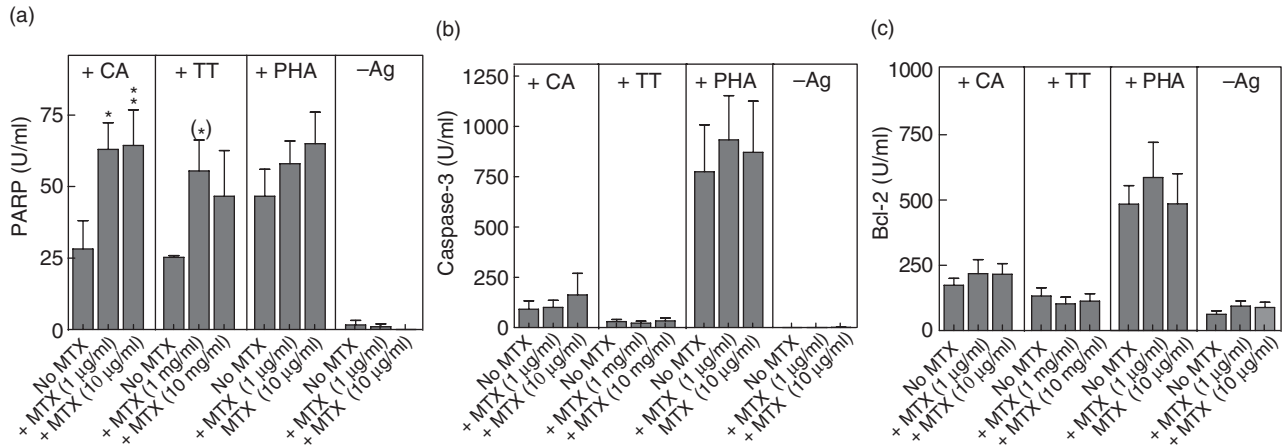 (a)
+ CA
+ TT
+ PHA
–Ag
PARP (U/ml)
75
50
25
0
*
*
*
(*)
No MTX
+ MTX (1 µg/ml)
+ MTX (10 µg/ml)
No MTX
+ MTX (1 mg/ml)
+ MTX (10 mg/ml)
No MTX
+ MTX (1 µg/ml)
+ MTX (10 µg/ml)
No MTX
+ MTX (1 µg/ml)
+ MTX (10 µg/ml)
(b)
+ CA
+ TT
+ PHA
–Ag
Caspase-3 (U/ml)
1250
1000
750
500
250
0
No MTX
+ MTX (1 µg/ml)
+ MTX (10 µg/ml)
No MTX
+ MTX (1 mg/ml)
+ MTX (10 mg/ml)
No MTX
+ MTX (1 µg/ml)
MTX (10 µg/ml)
No MTX
+ MTX (1 µg/ml)
+ MTX (10 µg/ml)
(c)
+ CA
+ TT
+ PHA
–Ag
Bcl-2 (U/ml)
1000
750
500
250
0
No MTX
+ MTX (1 µg/ml)
+ MTX (10 µg/ml)
No MTX
+ MTX (1 mg/ml)
+ MTX (10 mg/ml)
No MTX
+ MTX (1 µg/ml)
MTX (10 µg/ml)
No MTX
+ MTX (1 µg/ml)
+ MTX (10 µg/ml)